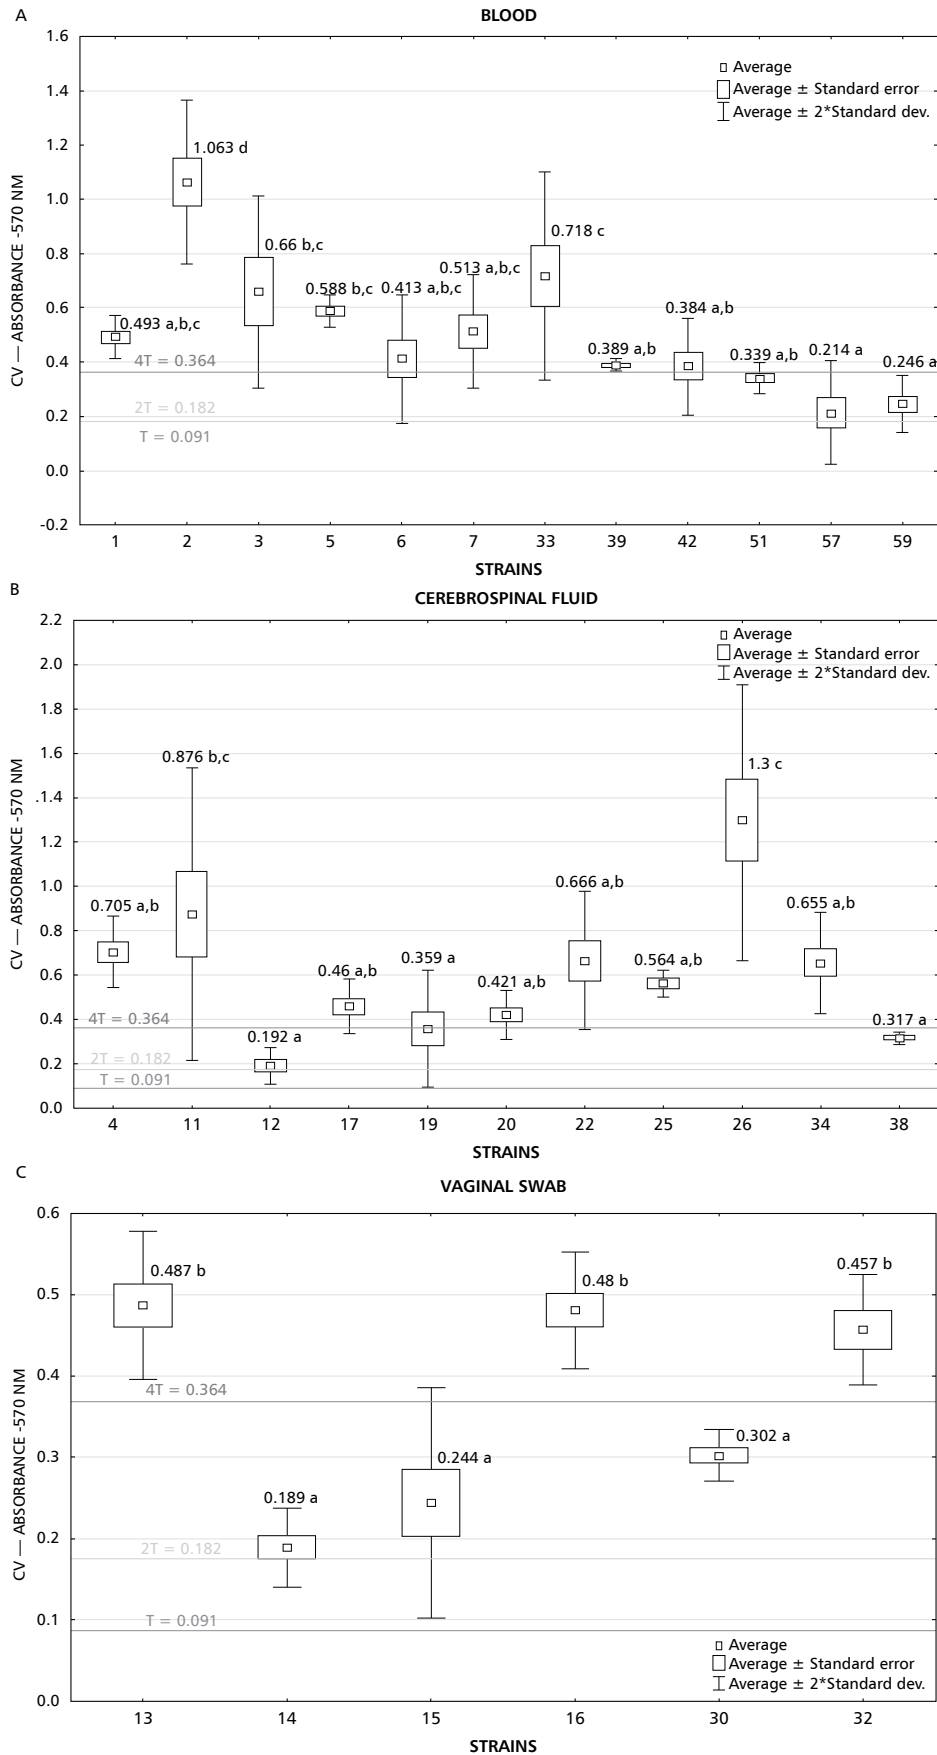 A
BLOOD
1.6
1.4
1.2
1.0
0.8
0.6
0.4
0.2
0.0
-0.2
CV — ABSORBANCE -570 NM
Average
Average ± Standard error
Average ± 2*Standard dev.
1.063 d
0.66 b,c
0.718 c
0.513 a,b,c
0.588 b,c
0.413 a,b,c
0.493 a,b,c
0.384 a,b
0.389 a,b
0.339 a,b
0.214 a
0.246 a
4T = 0.364
2T = 0.182
T = 0.091
1 2 3 5 6 7 33 39 42 51 57 59
STRAINS
B
CEREBROSPINAL FLUID
2.2
2.0
1.8
1.6
.1.4
1.2
1.0
0.8
0.6
0.4
0.2
0.0
CV — ABSORBANCE -570 NM
Average
Average ± Standard error
Average ± 2*Standard dev.
0.876 b,c
1.3 c
0.705 a,b
0.666 a,b
0.655 a,b
0.46 a,b
0.359 a
0.421 a,b
0.564 a,b
0.192 a
0.317 a
4T = 0.364
2T = 0.182
T = 0.091
4 11 12 17 19 20 22 25 26 34 38
STRAINS
C
VAGINAL SWAB
0.6
0.5
0.4
0.3
0.2
0.1
0.0
CV — ABSORBANCE -570 NM
0.487 b
0.48 b
0.457 b
4T = 0.364
0.244 a
0.302 a
0.189 a
2T = 0.182
T = 0.091
Average
Average ± Standard error
Average ± 2*Standard dev.
13 14 15 16 30 32
STRAINS